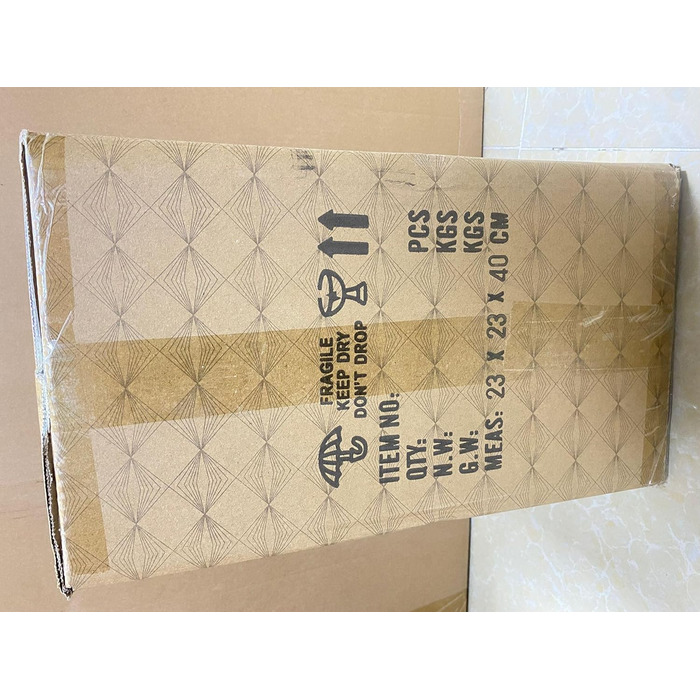 FRAGILE
KEEP DRY
DON'T DROP
ITEM NO:
QTY: PCS
N.W: KGS
G.W: KGS
MEAS: 23 X 23 X 40 CM